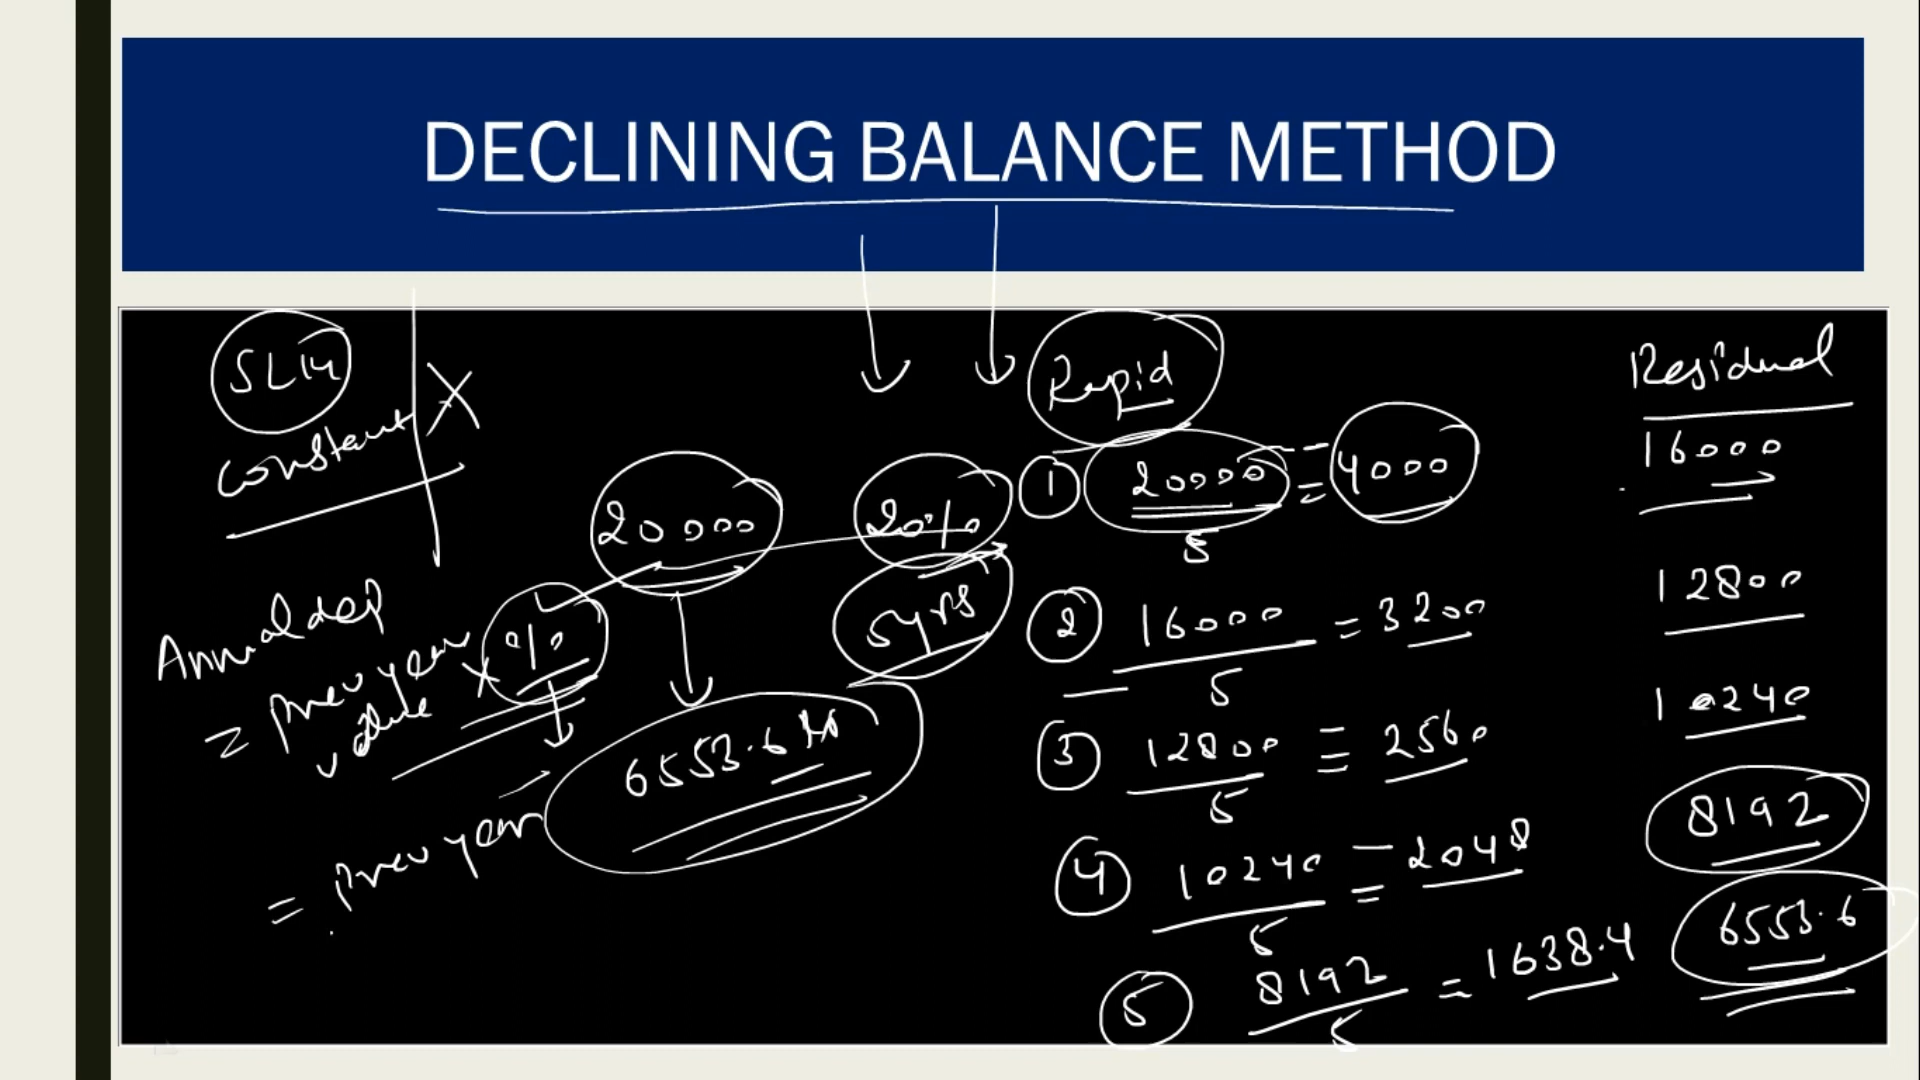 DECLINING BALANCE METHOD
SLM
constant X
Rapid
Residual
20000 20%
5yrs
Annual dep
= prev year value X %
= prev year
6553.6
① 20000 / 5 = 4000 16000
② 16000 / 5 = 3200 12800
③ 12800 / 5 = 2560 10240
④ 10240 / 5 = 2048 8192
⑤ 8192 / 5 = 1638.4 6553.6